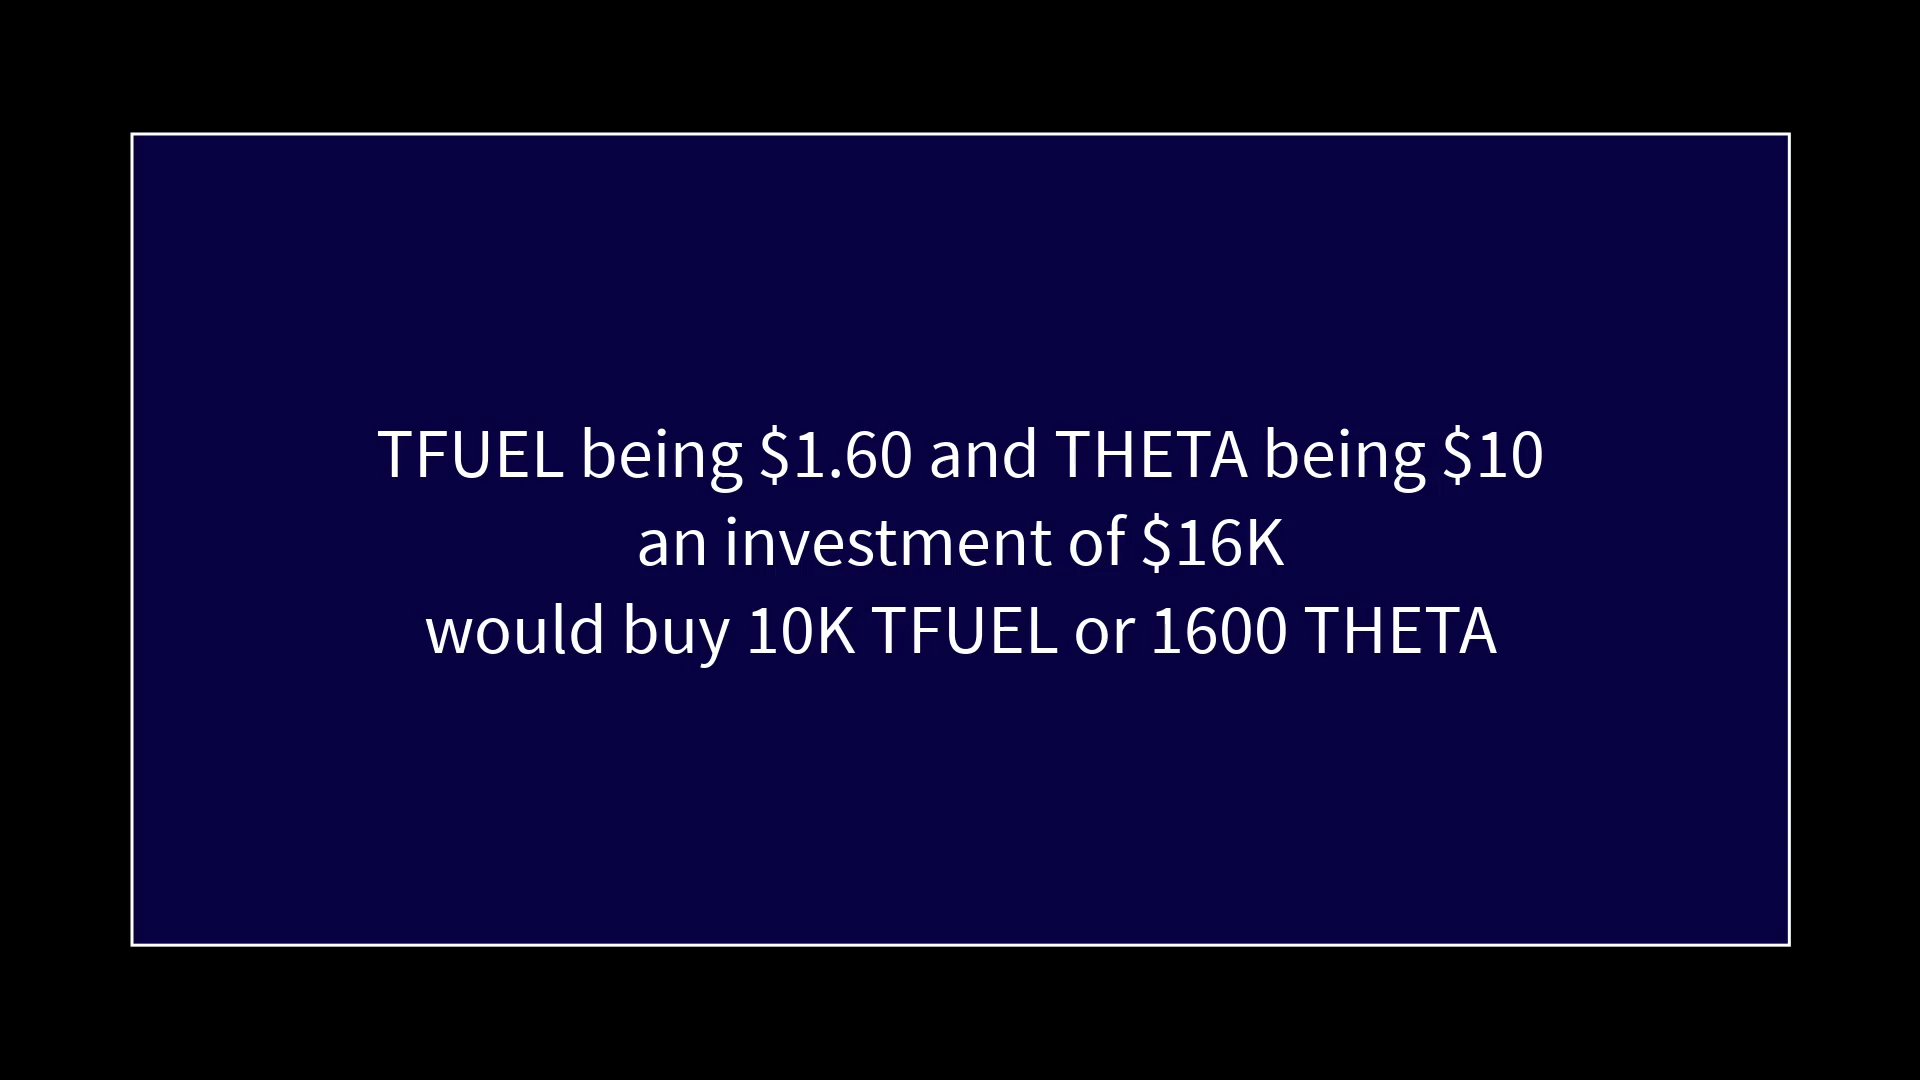 TFUEL being $1.60 and THETA being $10
an investment of $16K
would buy 10K TFUEL or 1600 THETA